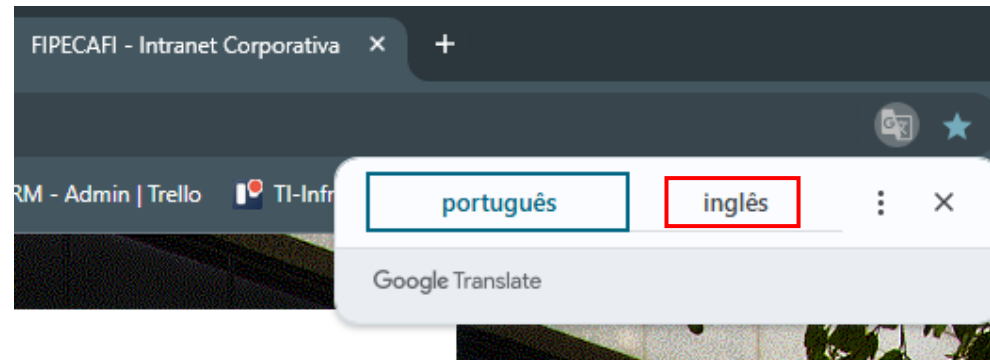 FIPECAFI - Intranet Corporativa
RM - Admin | Trello TI-Infr
português inglês
Google Translate